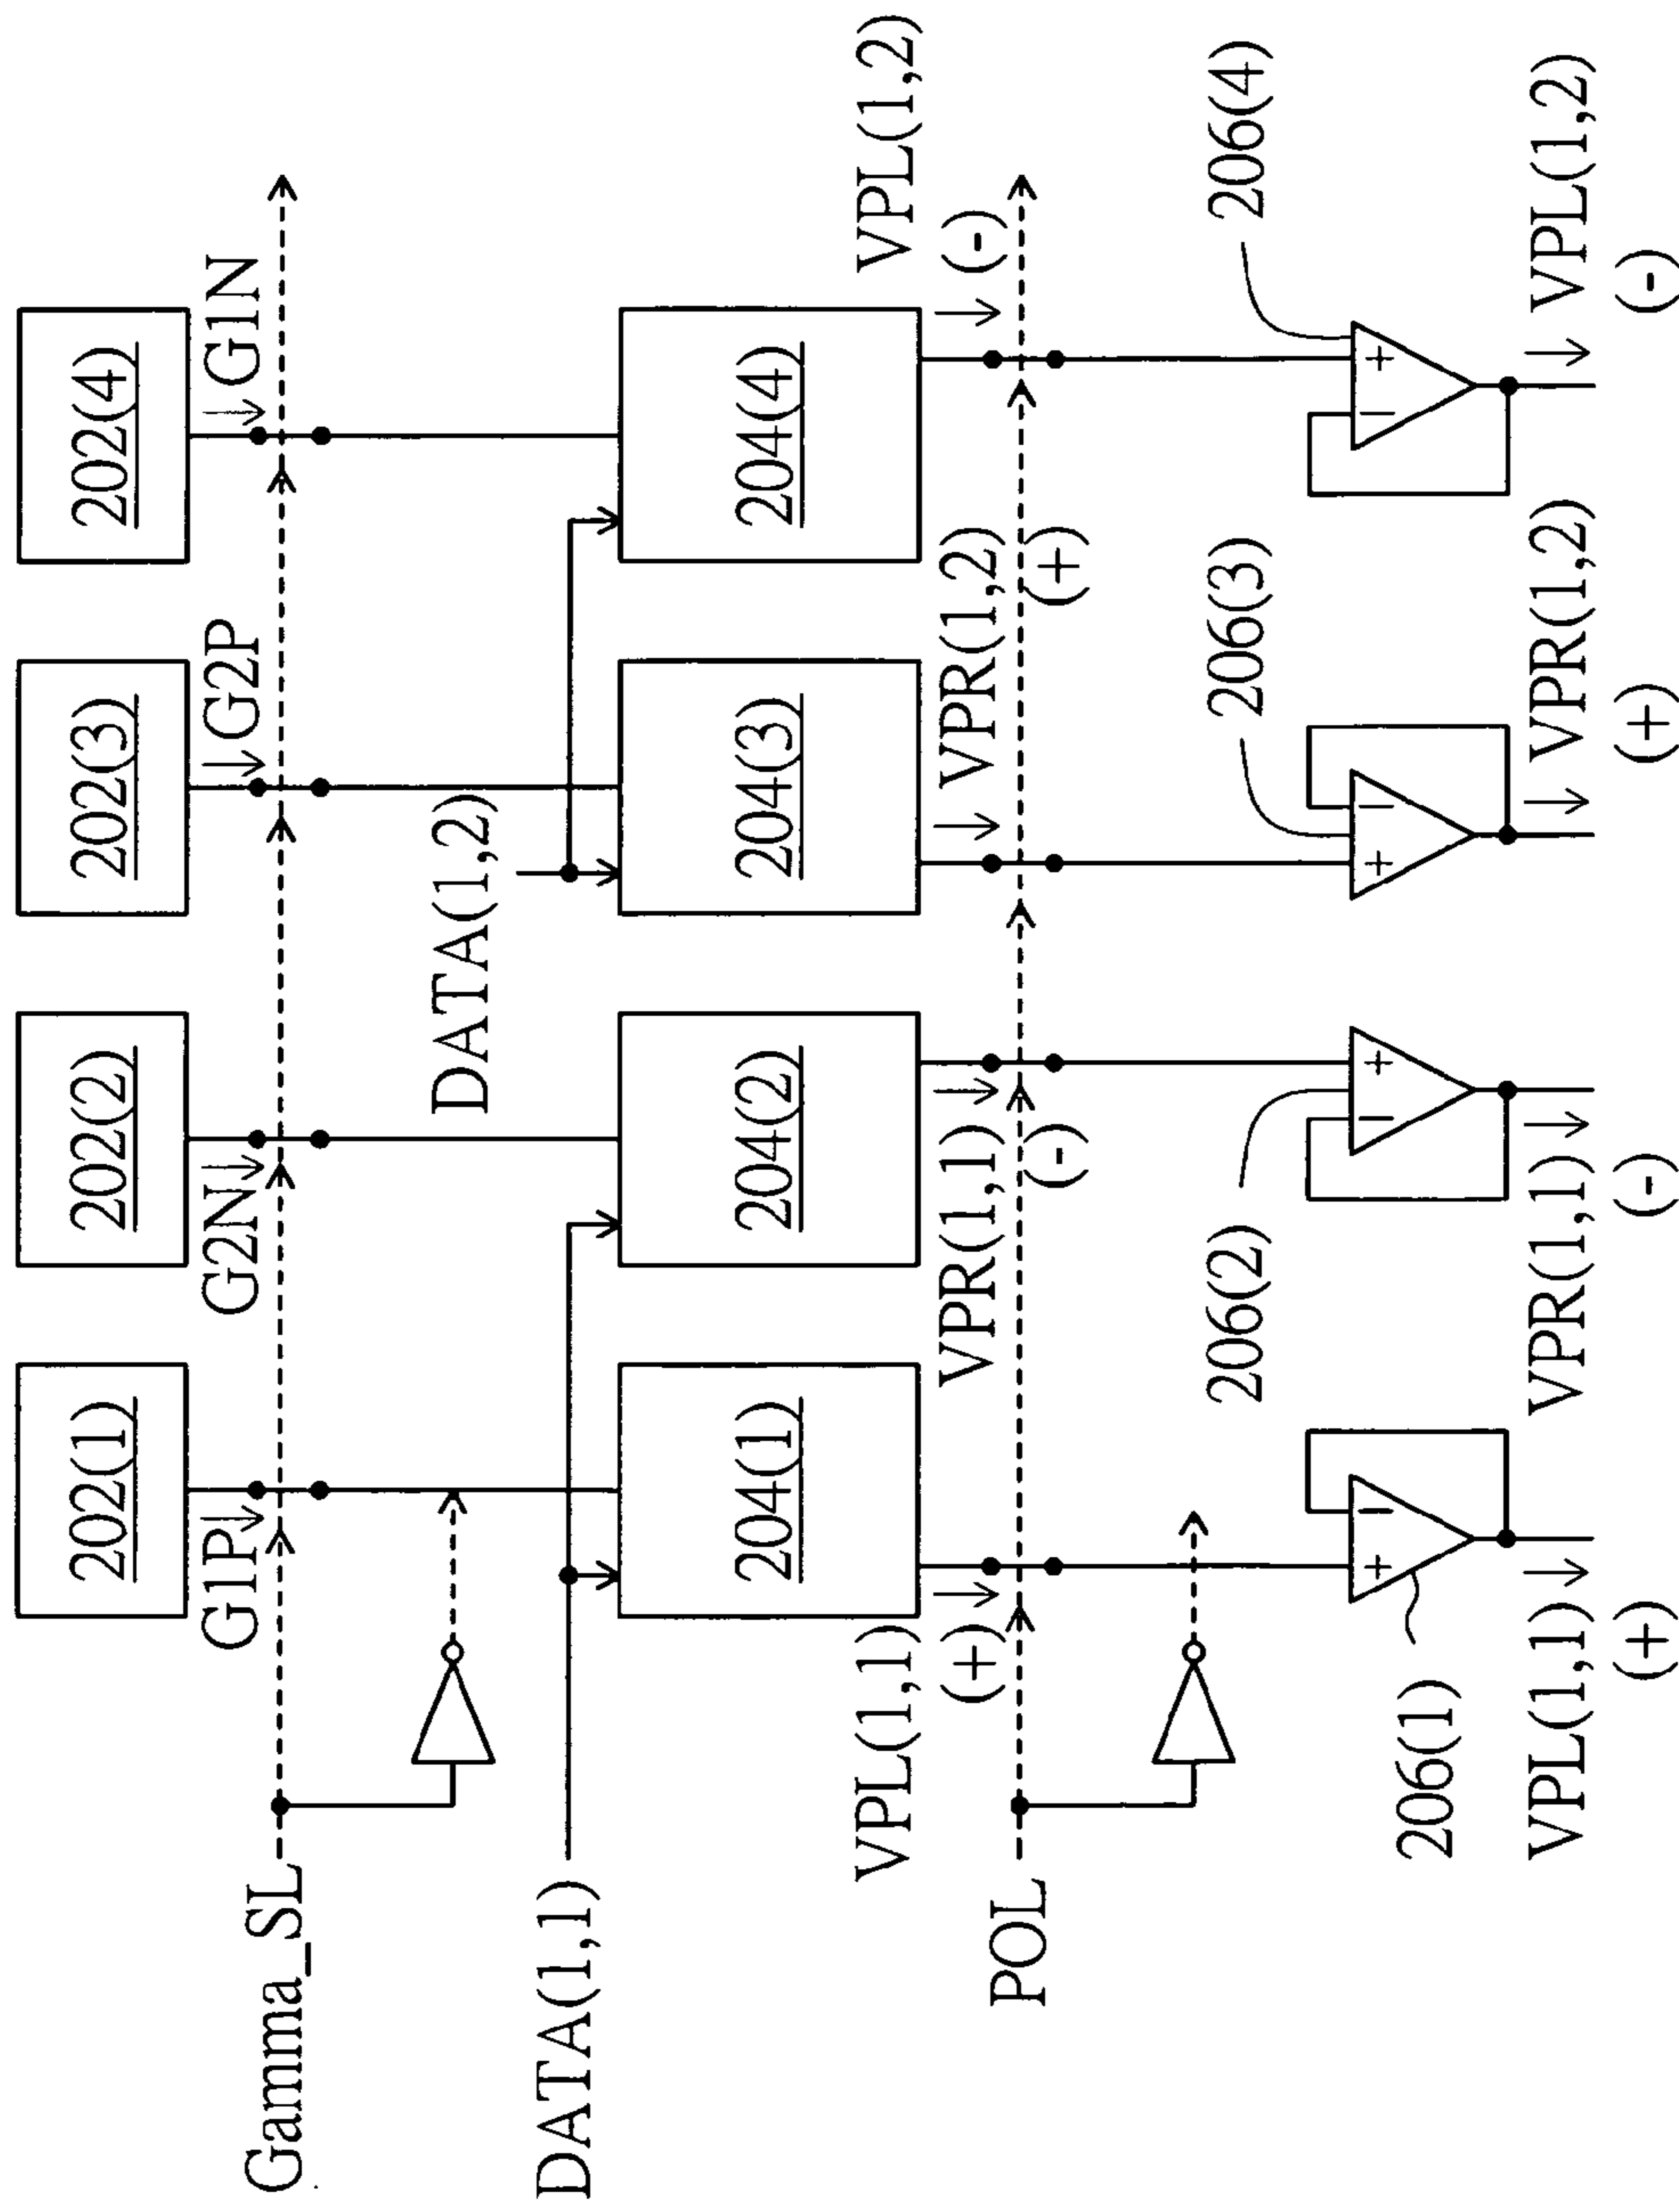 202(1) 202(2) 202(3) 202(4)
G1P G2N G2P G1N
Gamma_SL
DATA(1,2)
DATA(1,1)
204(1) 204(2) 204(3) 204(4)
VPL(1,1) VPL(1,2)
(+) VPR(1,1) VPR(1,2) (-)
POL (-) (+)
206(2) 206(3) 206(4)
+ - - + + - - +
206(1)
VPL(1,1) VPR(1,1) VPR(1,2) VPL(1,2)
(+) (-) (+) (-)